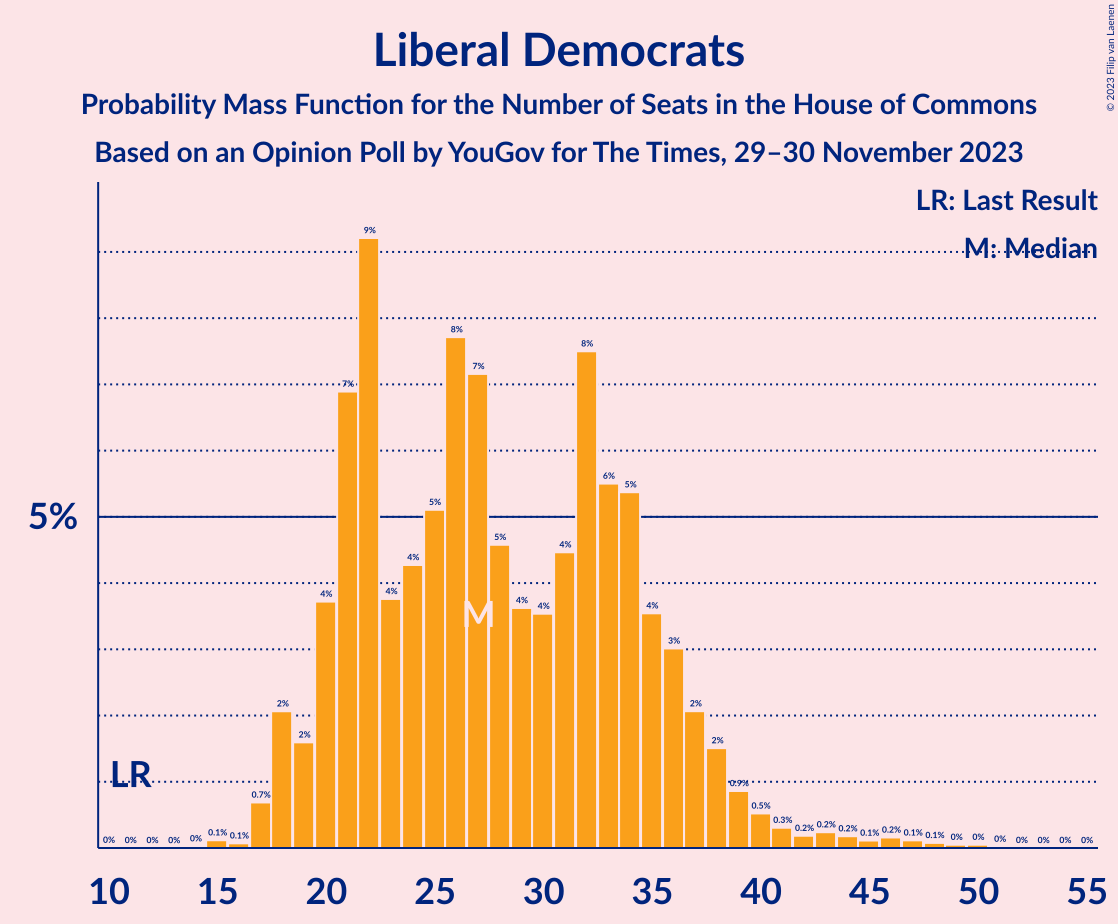 Liberal Democrats
Probability Mass Function for the Number of Seats in the House of Commons
Based on an Opinion Poll by YouGov for The Times, 29–30 November 2023
© 2023 Filip van Laenen
LR: Last Result
M: Median
5%
LR
M
0% 0% 0% 0% 0% 0.1% 0.1% 0.7% 2% 2% 4% 7% 9% 4% 4% 5% 8% 7% 5% 4% 4% 4% 8% 6% 5% 4% 3% 2% 2% 0.9% 0.5% 0.3% 0.2% 0.2% 0.2% 0.1% 0.2% 0.1% 0.1% 0% 0% 0% 0% 0% 0% 0%
10 15 20 25 30 35 40 45 50 55